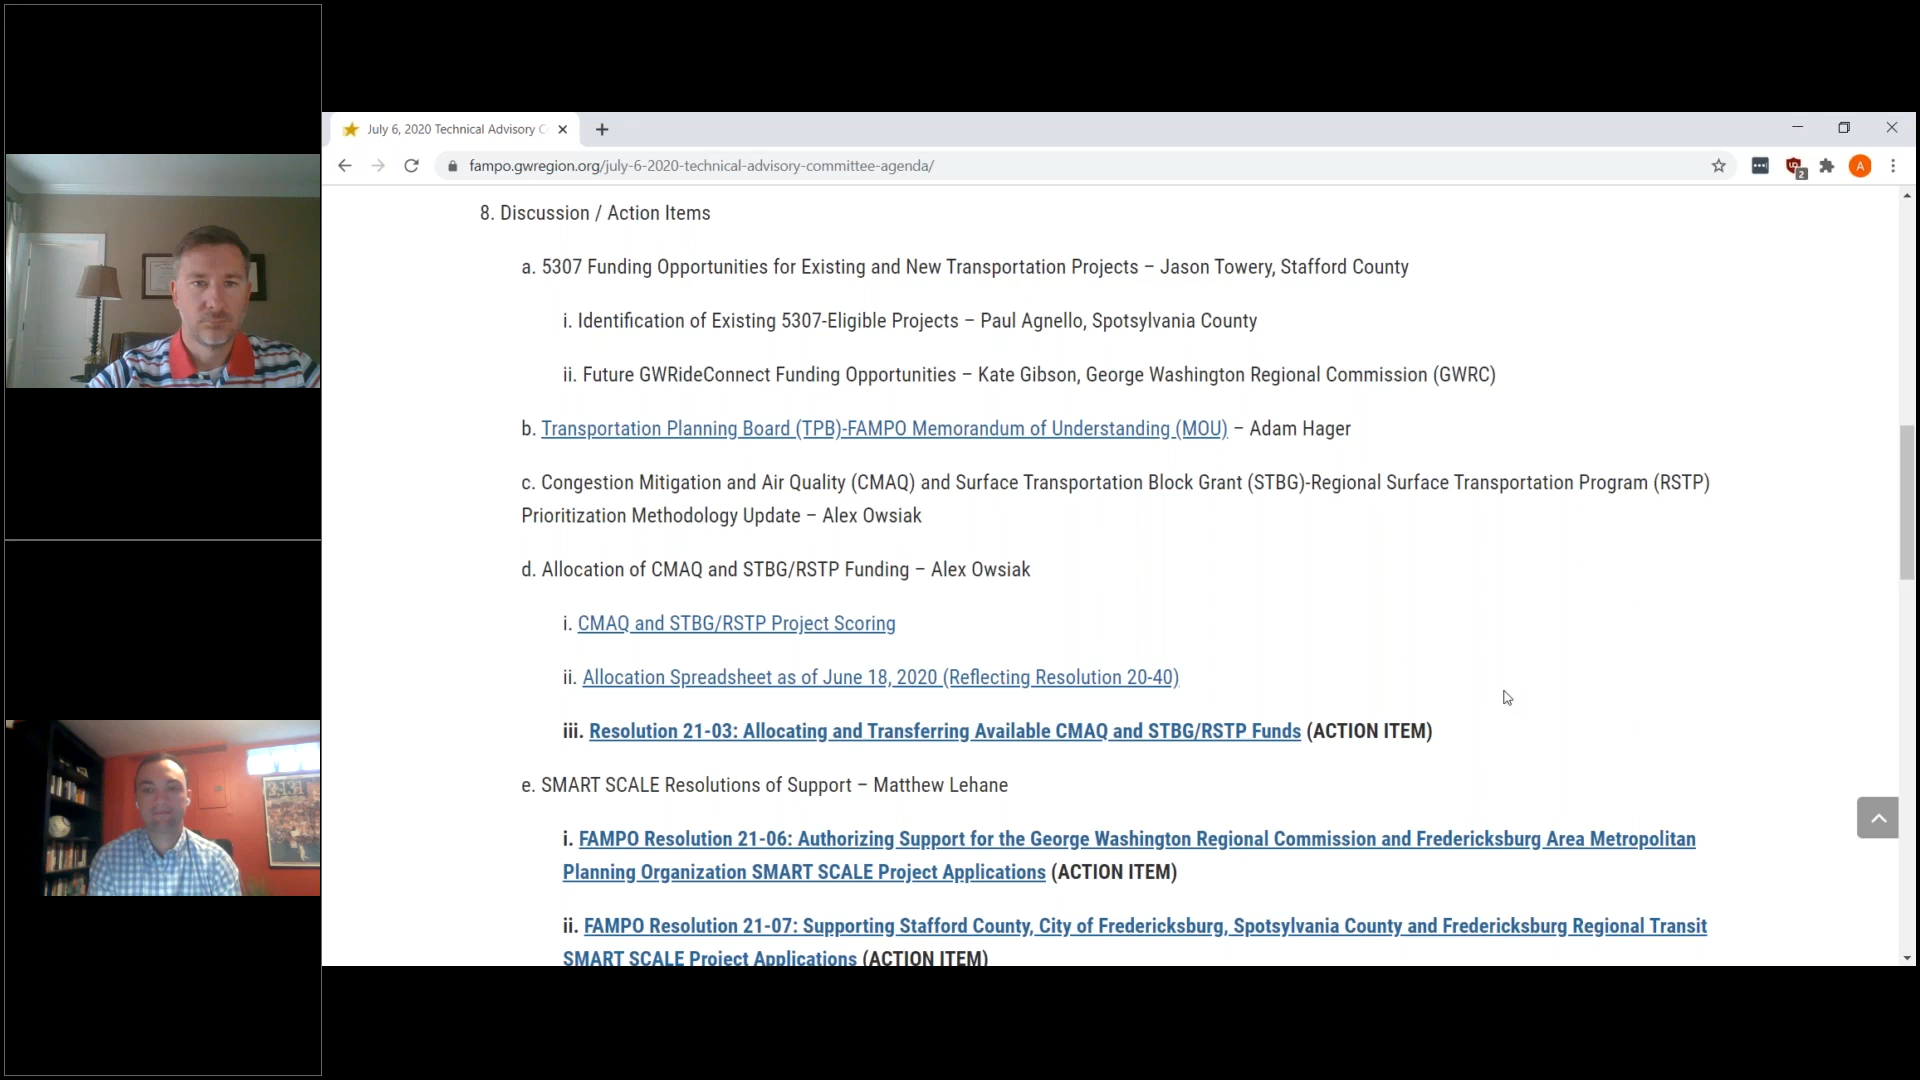 July 6, 2020 Technical Advisory C
fampo.gwregion.org/july-6-2020-technical-advisory-committee-agenda/
2
A
8. Discussion / Action Items
a. 5307 Funding Opportunities for Existing and New Transportation Projects – Jason Towery, Stafford County
i. Identification of Existing 5307-Eligible Projects – Paul Agnello, Spotsylvania County
ii. Future GWRideConnect Funding Opportunities – Kate Gibson, George Washington Regional Commission (GWRC)
b. Transportation Planning Board (TPB)-FAMPO Memorandum of Understanding (MOU) – Adam Hager
c. Congestion Mitigation and Air Quality (CMAQ) and Surface Transportation Block Grant (STBG)-Regional Surface Transportation Program (RSTP)
Prioritization Methodology Update – Alex Owsiak
d. Allocation of CMAQ and STBG/RSTP Funding – Alex Owsiak
i. CMAQ and STBG/RSTP Project Scoring
ii. Allocation Spreadsheet as of June 18, 2020 (Reflecting Resolution 20-40)
iii. Resolution 21-03: Allocating and Transferring Available CMAQ and STBG/RSTP Funds (ACTION ITEM)
e. SMART SCALE Resolutions of Support – Matthew Lehane
i. FAMPO Resolution 21-06: Authorizing Support for the George Washington Regional Commission and Fredericksburg Area Metropolitan
Planning Organization SMART SCALE Project Applications (ACTION ITEM)
ii. FAMPO Resolution 21-07: Supporting Stafford County, City of Fredericksburg, Spotsylvania County and Fredericksburg Regional Transit
SMART SCALE Project Applications (ACTION ITEM)